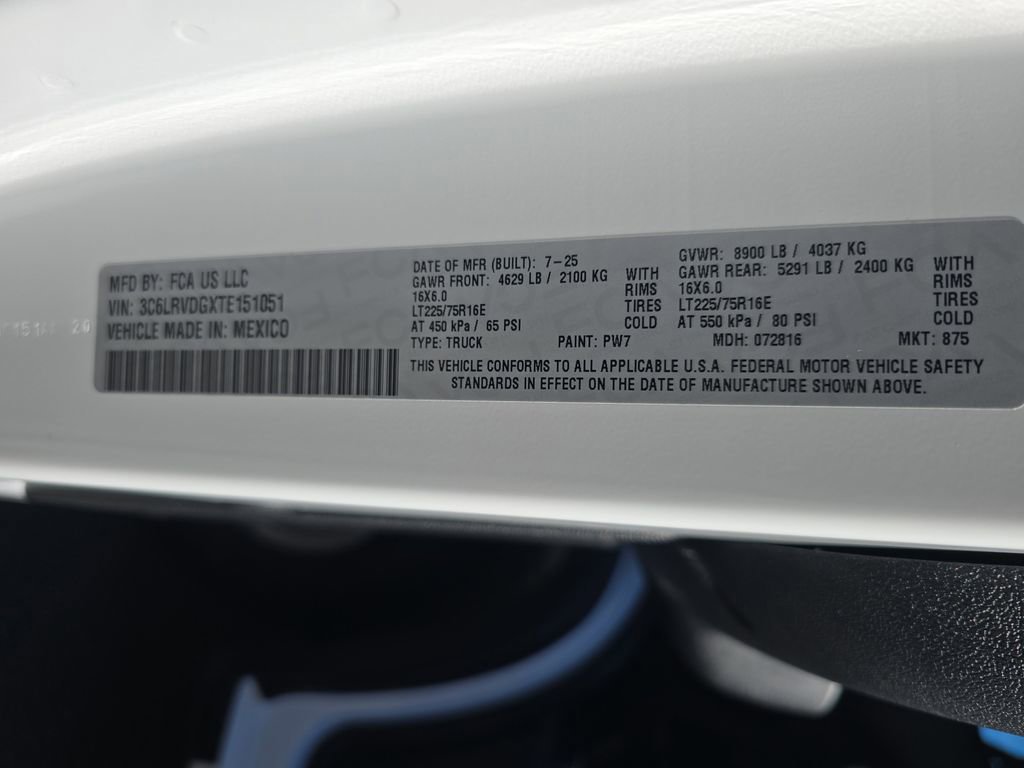 MFD BY: FCA US LLC
VIN: 3C6LRVDGXTE151051
VEHICLE MADE IN: MEXICO
DATE OF MFR (BUILT): 7-25
GAWR FRONT: 4629 LB / 2100 KG WITH
16X6.0 RIMS
LT225/75R16E TIRES
AT 450 kPa / 65 PSI COLD
TYPE: TRUCK PAINT: PW7
GVWR: 8900 LB / 4037 KG
GAWR REAR: 5291 LB / 2400 KG WITH
16X6.0 RIMS
LT225/75R16E TIRES
AT 550 kPa / 80 PSI COLD
MDH: 072816 MKT: 875
THIS VEHICLE CONFORMS TO ALL APPLICABLE U.S.A. FEDERAL MOTOR VEHICLE SAFETY
STANDARDS IN EFFECT ON THE DATE OF MANUFACTURE SHOWN ABOVE.